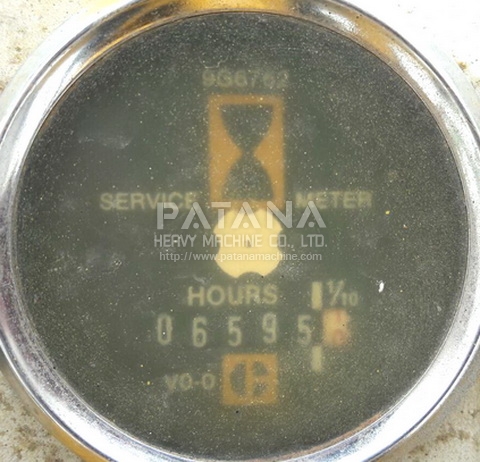 9G6762
SERVICE METER
PATANA
HEAVY MACHINE CO., LTD.
http://www.patanamachine.com
HOURS 1/10
06595
V0-0